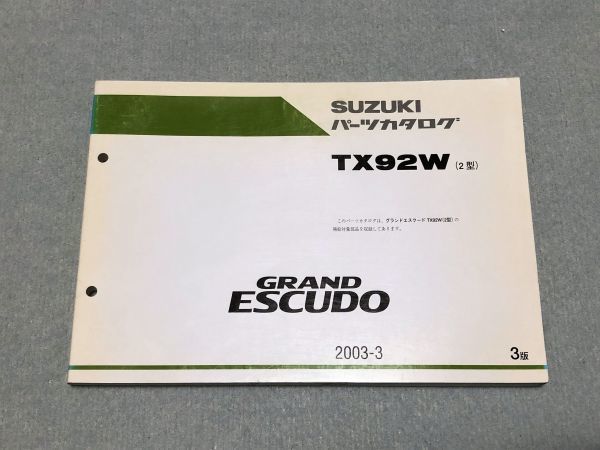 SUZUKI
パーツカタログ
TX92W (2型)
このパーツカタログは、グランドエスクード TX92W(2型) の
補給対象部品を収録してあります。
GRAND
ESCUDO
2003-3
3版